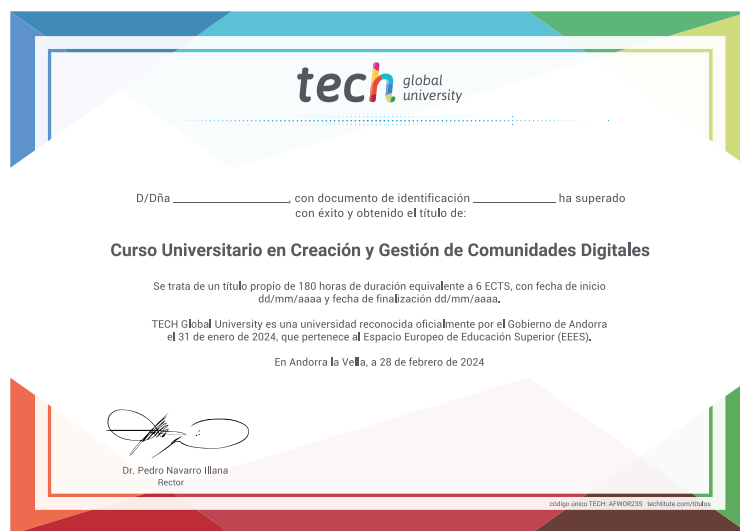 tech global university
D/Dña ______________, con documento de identificación __________ ha superado
con éxito y obtenido el título de:
Curso Universitario en Creación y Gestión de Comunidades Digitales
Se trata de un título propio de 180 horas de duración equivalente a 6 ECTS, con fecha de inicio
dd/mm/aaaa y fecha de finalización dd/mm/aaaa.
TECH Global University es una universidad reconocida oficialmente por el Gobierno de Andorra
el 31 de enero de 2024, que pertenece al Espacio Europeo de Educación Superior (EEES).
En Andorra la Vella, a 28 de febrero de 2024
Dr. Pedro Navarro Illana
Rector
código único TECH: AFWOR235 techtitute.com/titulos